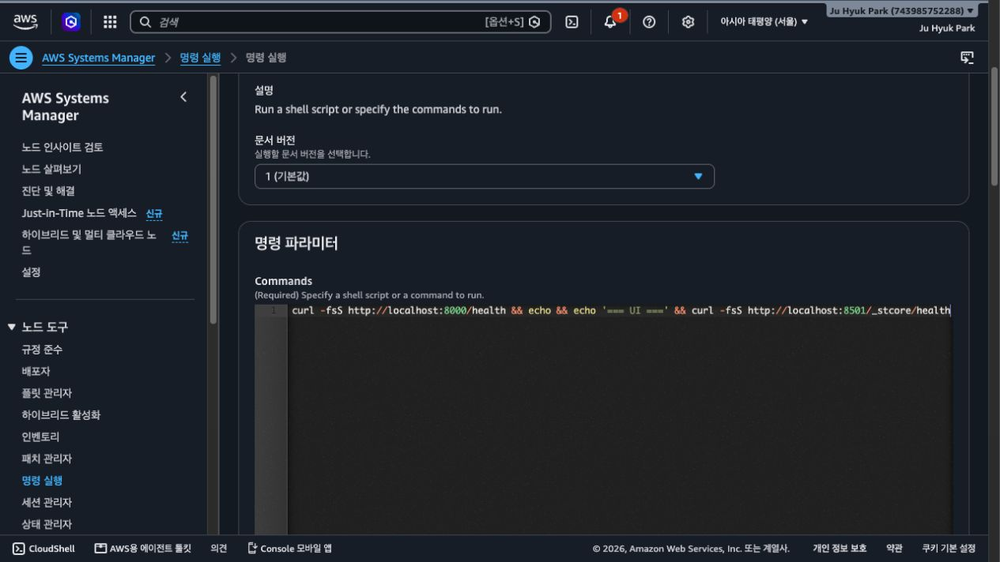 aws
검색
[옵션+S]
1
아시아 태평양 (서울)
Ju Hyuk Park (743985752288)
Ju Hyuk Park
AWS Systems Manager
명령 실행
명령 실행
AWS Systems
Manager
노드 인사이트 검토
노드 살펴보기
진단 및 해결
Just-in-Time 노드 액세스 신규
하이브리드 및 멀티 클라우드 노 신규
드
설정
노드 도구
규정 준수
배포자
플릿 관리자
하이브리드 활성화
인벤토리
패치 관리자
명령 실행
세션 관리자
상태 관리자
설명
Run a shell script or specify the commands to run.
문서 버전
실행할 문서 버전을 선택합니다.
1 (기본값)
명령 파라미터
Commands
(Required) Specify a shell script or a command to run.
1 curl -fsS http://localhost:8000/health && echo && echo '=== UI ===' && curl -fsS http://localhost:8501/_stcore/health
CloudShell
AWS용 에이전트 툴킷
의견
Console 모바일 앱
© 2026, Amazon Web Services, Inc. 또는 계열사.
개인 정보 보호
약관
쿠키 기본 설정